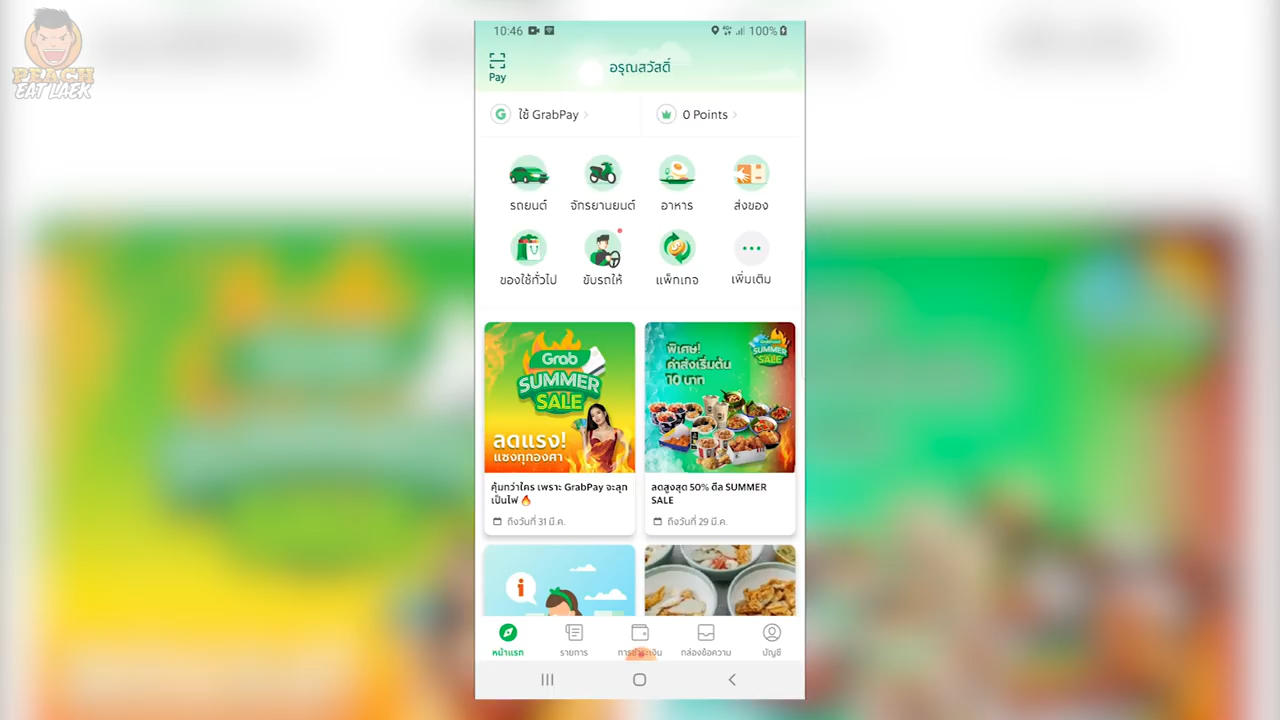 PEACH
EAT LAEK
10:46
100%
Pay
อรุณสวัสดิ์
ใช้ GrabPay
0 Points
รถยนต์
จักรยานยนต์
อาหาร
ส่งของ
ของใช้ทั่วไป
ขับรถให้
แพ็กเกจ
เพิ่มเติม
Grab
SUMMER
SALE
ลดแรง!
แซงทุกองศา
คุ้มกว่าใคร เพราะ GrabPay จะลุก
เป็นไฟ 🔥
ถึงวันที่ 31 มี.ค.
พิเศษ!
ค่าส่งเริ่มต้น
10 บาท
SUMMER
SALE
ลดสูงสุด 50% ดีล SUMMER
SALE
ถึงวันที่ 29 มี.ค.
หน้าแรก
รายการ
การชำระเงิน
กล่องข้อความ
บัญชี